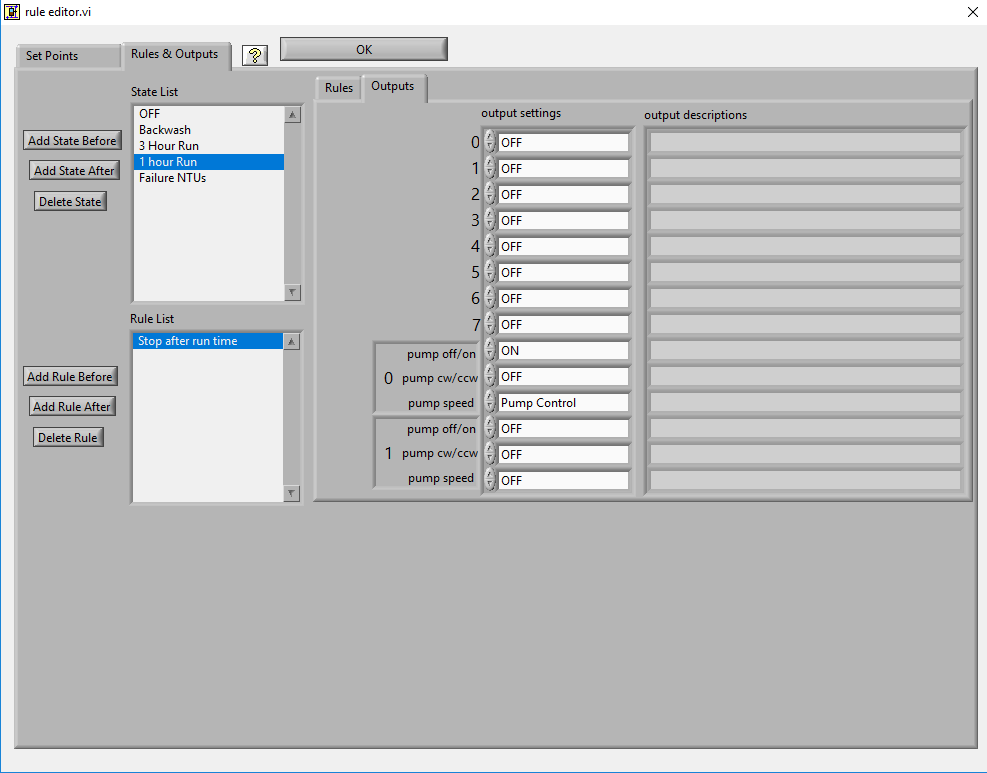 rule editor.vi
Set Points
Rules & Outputs
?
OK
State List
OFF
Backwash
3 Hour Run
1 hour Run
Failure NTUs
Add State Before
Add State After
Delete State
Rule List
Stop after run time
Add Rule Before
Add Rule After
Delete Rule
Rules
Outputs
output settings
output descriptions
0 OFF
1 OFF
2 OFF
3 OFF
4 OFF
5 OFF
6 OFF
7 OFF
0
pump off/on ON
pump cw/ccw OFF
pump speed Pump Control
1
pump off/on OFF
pump cw/ccw OFF
pump speed OFF